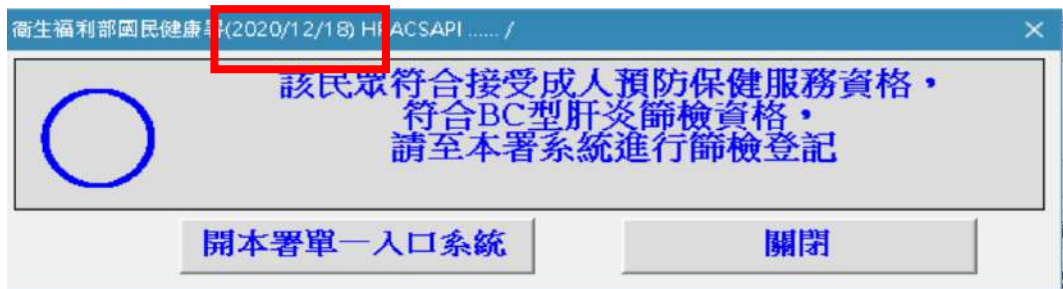 衛生福利部國民健康署(2020/12/18) HPACSAPI ...... /
該民眾符合接受成人預防保健服務資格，
符合BC型肝炎篩檢資格，
請至本署系統進行篩檢登記
開本署單一入口系統
關閉